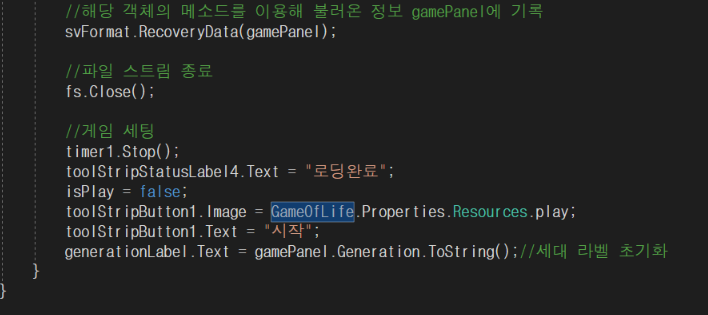 //해당 객체의 메소드를 이용해 불러온 정보 gamePanel에 기록
svFormat.RecoveryData(gamePanel);
//파일 스트림 종료
fs.Close();
//게임 세팅
timer1.Stop();
toolStripStatusLabel4.Text = "로딩완료";
isPlay = false;
toolStripButton1.Image = GameOfLife.Properties.Resources.play;
toolStripButton1.Text = "시작";
generationLabel.Text = gamePanel.Generation.ToString();//세대 라벨 초기화
}
}